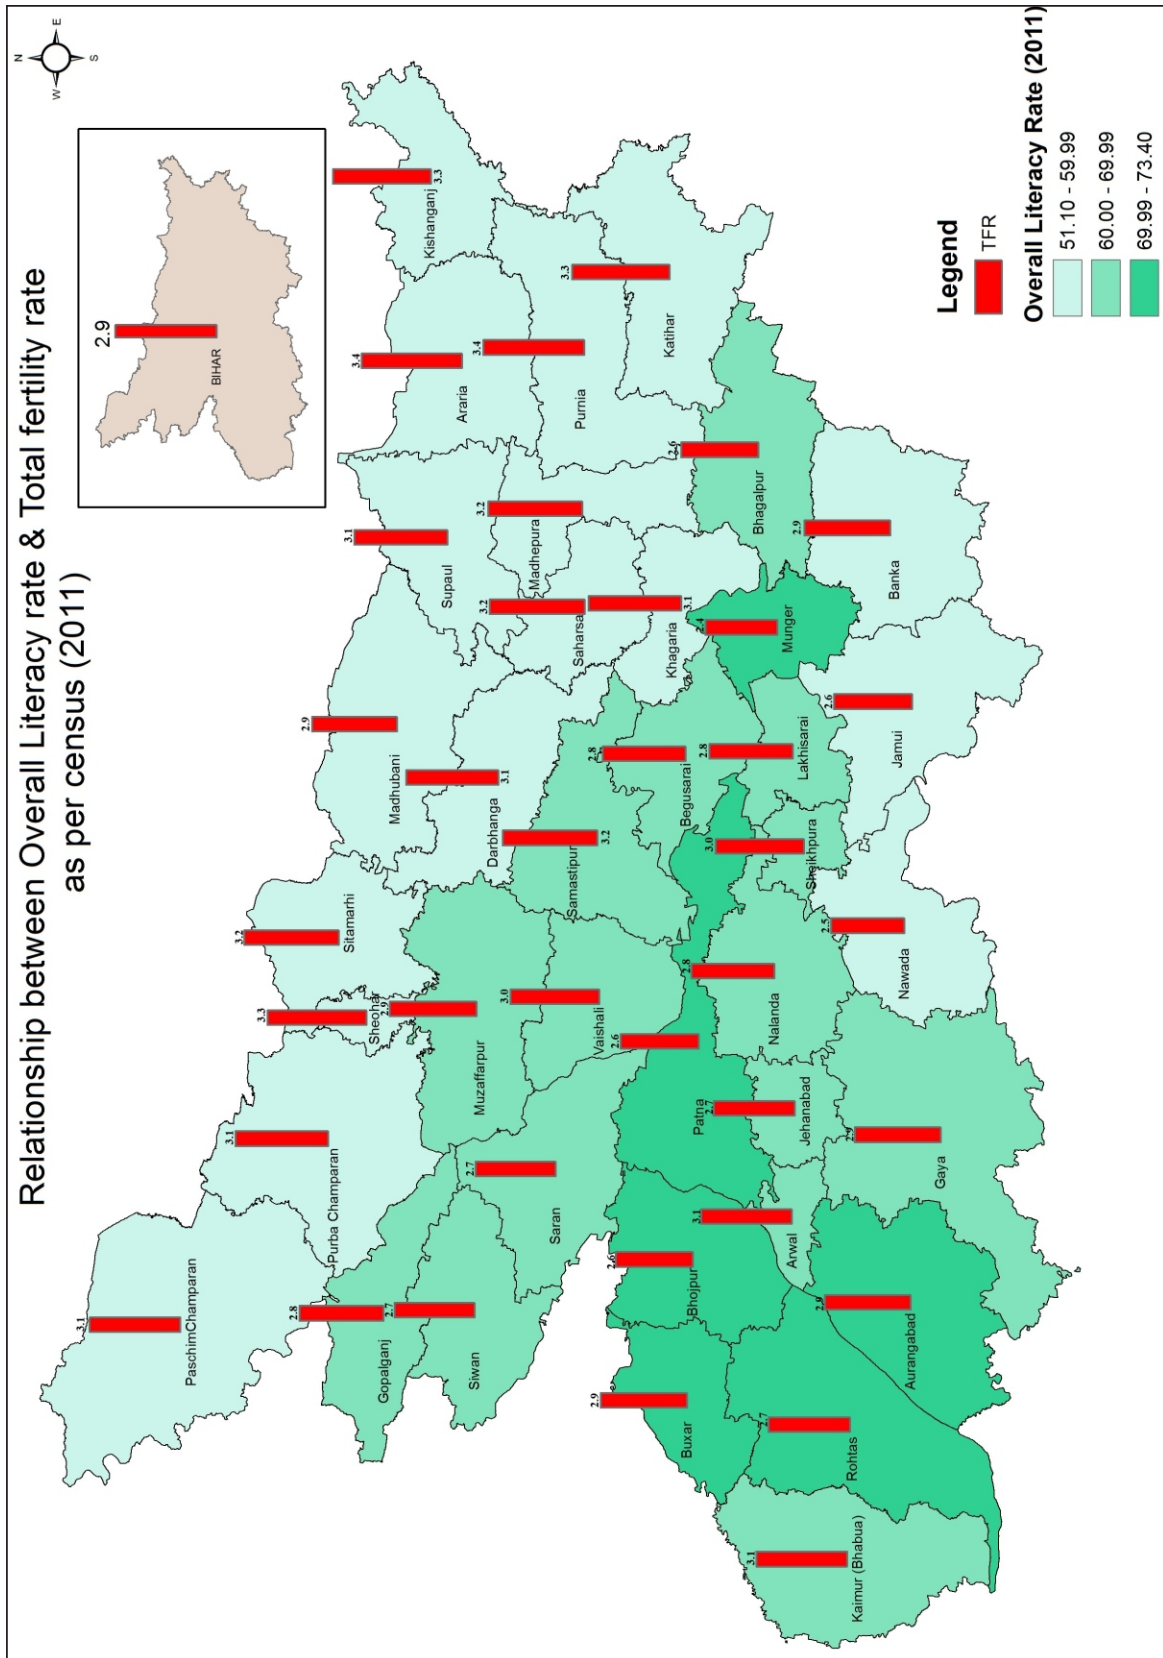 Relationship between Overall Literacy rate & Total fertility rate
as per census (2011)
N
W
E
S
2.9
BIHAR
3.1
PaschimChamparan
3.1
Purba Champaran
3.3
Sheohar
3.2
Sitamarhi
2.9
Madhubani
3.1
Supaul
3.4
Araria
3.3
Kishanganj
2.8
Gopalganj
2.7
Siwan
2.7
Saran
2.9
Muzaffarpur
3.0
Vaishali
3.1
Darbhanga
3.2
Samastipur
2.8
Begusarai
3.2
Saharsa
3.2
Madhepura
3.4
Purnia
3.3
Katihar
3.1
Khagaria
2.6
Bhagalpur
2.4
Munger
2.9
Banka
2.6
Jamui
2.8
Lakhisarai
3.0
Sheikhpura
2.8
Nalanda
2.5
Nawada
2.6
Patna
2.7
Jehanabad
2.9
Gaya
3.1
Arwal
2.6
Bhojpur
2.9
Buxar
2.7
Rohtas
2.9
Aurangabad
3.1
Kaimur (Bhabua)
Legend
TFR
Overall Literacy Rate (2011)
51.10 - 59.99
60.00 - 69.99
69.99 - 73.40